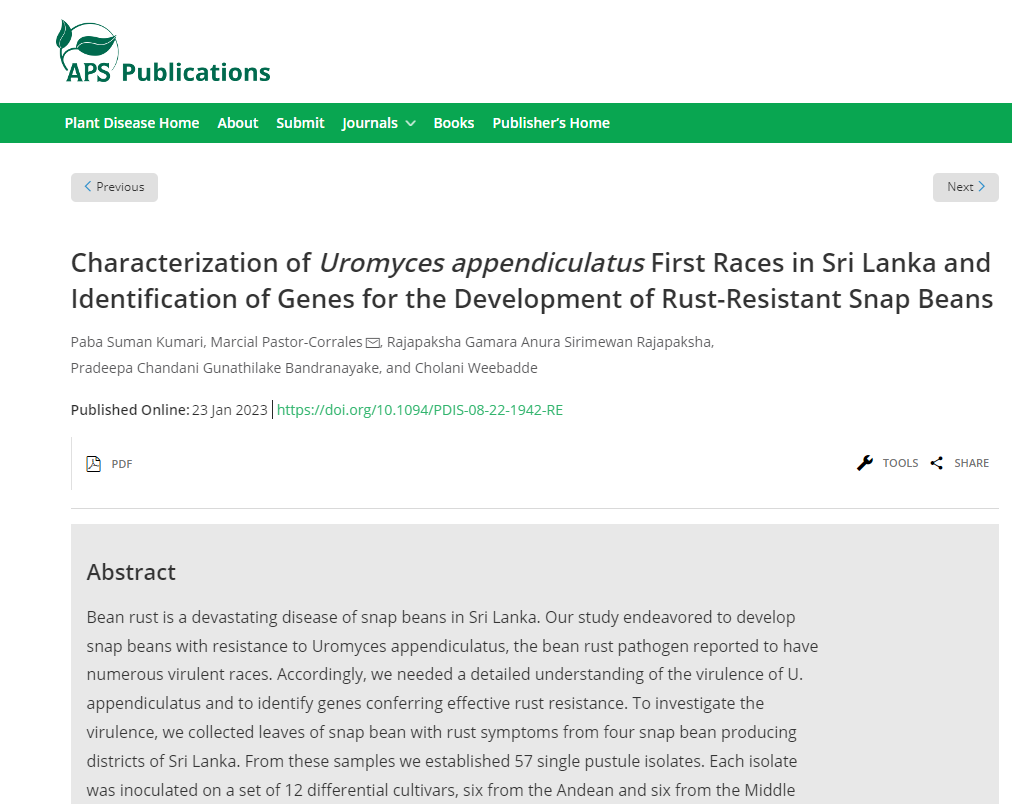 APS Publications
Plant Disease Home About Submit Journals Books Publisher's Home
Previous Next
Characterization of Uromyces appendiculatus First Races in Sri Lanka and
Identification of Genes for the Development of Rust-Resistant Snap Beans
Paba Suman Kumari, Marcial Pastor-Corrales, Rajapaksha Gamara Anura Sirimewan Rajapaksha,
Pradeepa Chandani Gunathilake Bandranayake, and Cholani Weebadde
Published Online: 23 Jan 2023 | https://doi.org/10.1094/PDIS-08-22-1942-RE
PDF TOOLS SHARE
Abstract
Bean rust is a devastating disease of snap beans in Sri Lanka. Our study endeavored to develop
snap beans with resistance to Uromyces appendiculatus, the bean rust pathogen reported to have
numerous virulent races. Accordingly, we needed a detailed understanding of the virulence of U.
appendiculatus and to identify genes conferring effective rust resistance. To investigate the
virulence, we collected leaves of snap bean with rust symptoms from four snap bean producing
districts of Sri Lanka. From these samples we established 57 single pustule isolates. Each isolate
was inoculated on a set of 12 differential cultivars, six from the Andean and six from the Middle